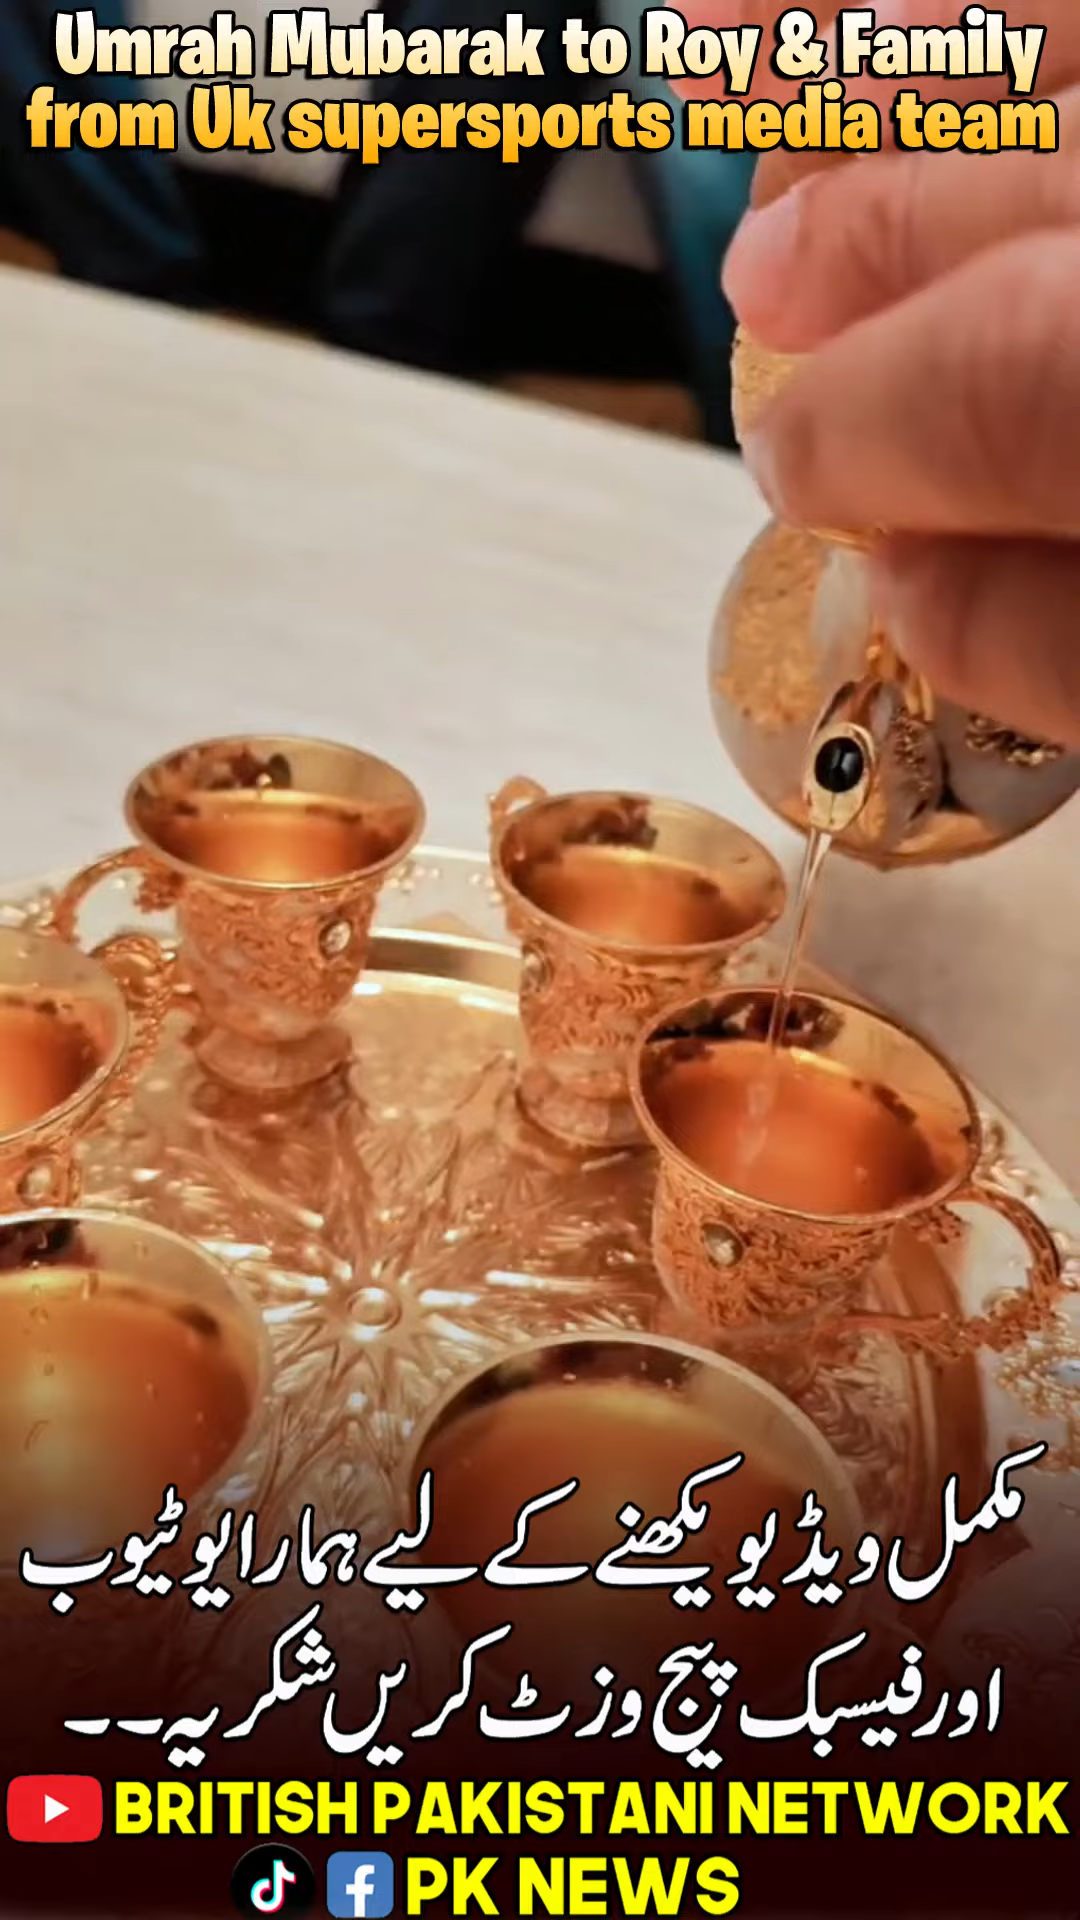 Umrah Mubarak to Roy & Family
from Uk supersports media team
مکمل ویڈیو یکھنے کے لیے ہمارا یوٹیوب
اور فیسبک پیج وزٹ کریں شکریہ ۔۔
BRITISH PAKISTANI NETWORK
PK NEWS